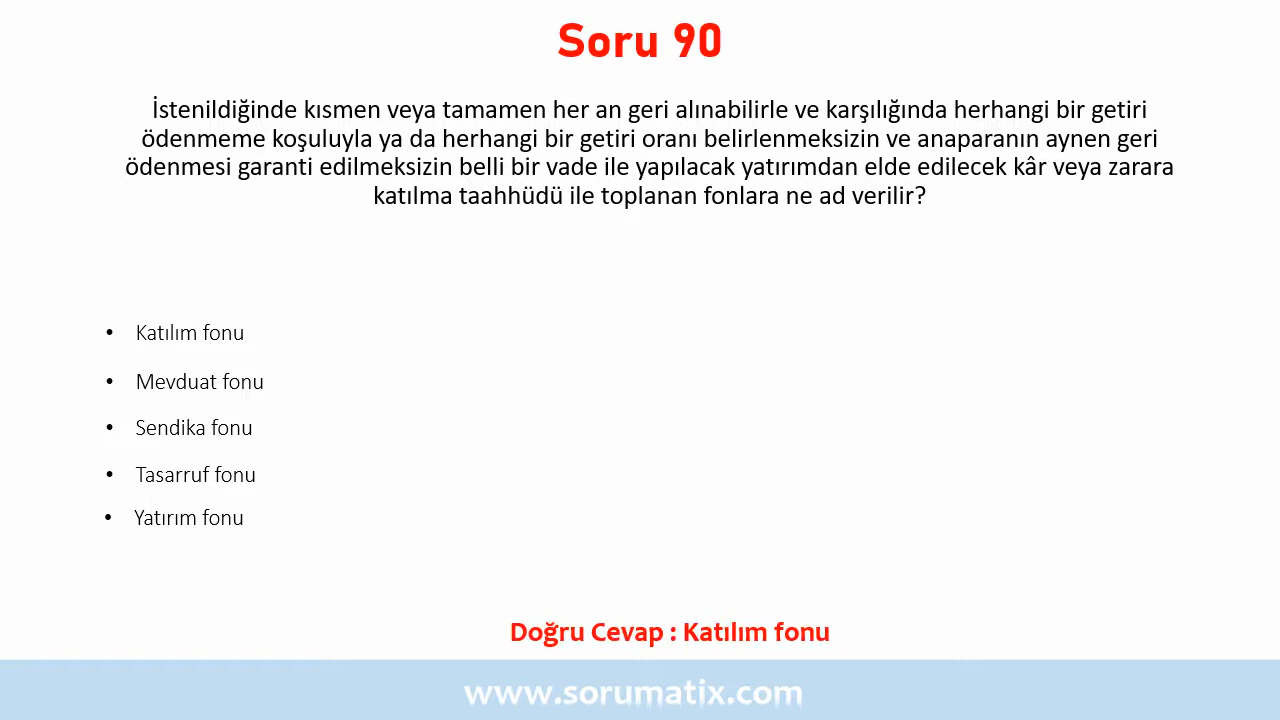 Soru 90
İstenildiğinde kısmen veya tamamen her an geri alınabilirle ve karşılığında herhangi bir getiri
ödenmeme koşuluyla ya da herhangi bir getiri oranı belirlenmeksizin ve anaparanın aynen geri
ödenmesi garanti edilmeksizin belli bir vade ile yapılacak yatırımdan elde edilecek kâr veya zarara
katılma taahhüdü ile toplanan fonlara ne ad verilir?
• Katılım fonu
• Mevduat fonu
• Sendika fonu
• Tasarruf fonu
• Yatırım fonu
Doğru Cevap : Katılım fonu
www.sorumatix.com